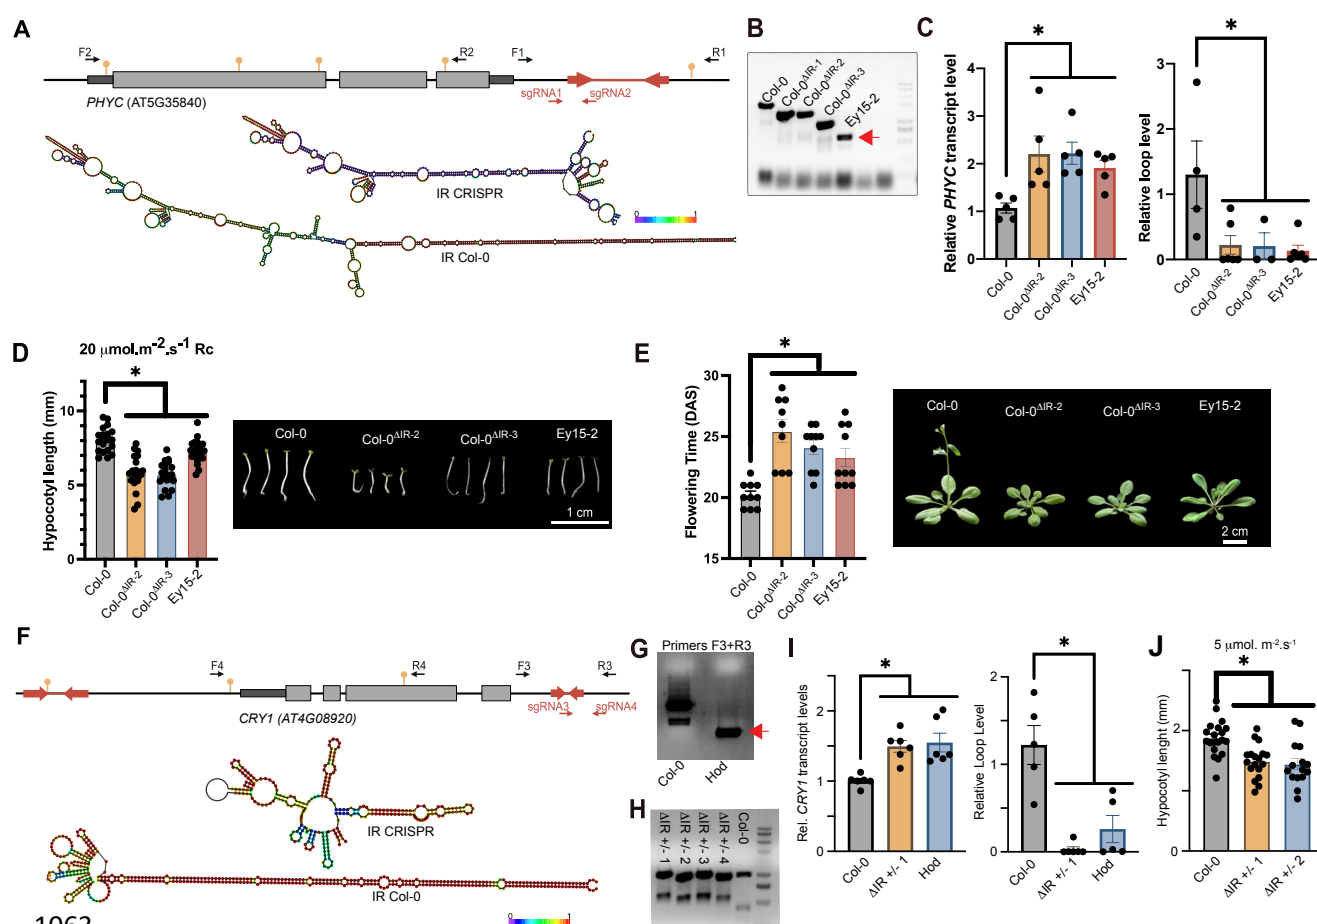 A
F2
R2
F1
R1
PHYC (AT5G35840)
sgRNA1
sgRNA2
IR CRISPR
0 1
IR Col-0
B
Col-0
Col-0ΔIR-1
Col-0ΔIR-2
Col-0ΔIR-3
Ey15-2
C
Relative PHYC transcript level
*
4
3
2
1
0
Col-0
Col-0ΔIR-2
Col-0ΔIR-3
Ey15-2
Relative loop level
*
3
2
1
0
Col-0
Col-0ΔIR-2
Col-0ΔIR-3
Ey15-2
D
20 μmol.m-2.s-1 Rc
*
Hypocotyl length (mm)
10
5
0
Col-0
Col-0ΔIR-2
Col-0ΔIR-3
Ey15-2
Col-0
Col-0ΔIR-2
Col-0ΔIR-3
Ey15-2
1 cm
E
*
Flowering Time (DAS)
30
25
20
15
Col-0
Col-0ΔIR-2
Col-0ΔIR-3
Ey15-2
Col-0
Col-0ΔIR-2
Col-0ΔIR-3
Ey15-2
2 cm
F
F4
R4
F3
R3
CRY1 (AT4G08920)
sgRNA3
sgRNA4
IR CRISPR
IR Col-0
0 1
G
Primers F3+R3
Col-0
Hod
H
ΔIR +/- 1
ΔIR +/- 2
ΔIR +/- 3
ΔIR +/- 4
Col-0
I
Rel. CRY1 transcript levels
*
2
1
0
Col-0
ΔIR +/- 1
Hod
Relative Loop Level
*
2
1
0
Col-0
ΔIR +/- 1
Hod
J
5 μmol. m-2.s-1
*
Hypocotyl lenght (mm)
4
2
0
Col-0
ΔIR +/- 1
ΔIR +/- 2